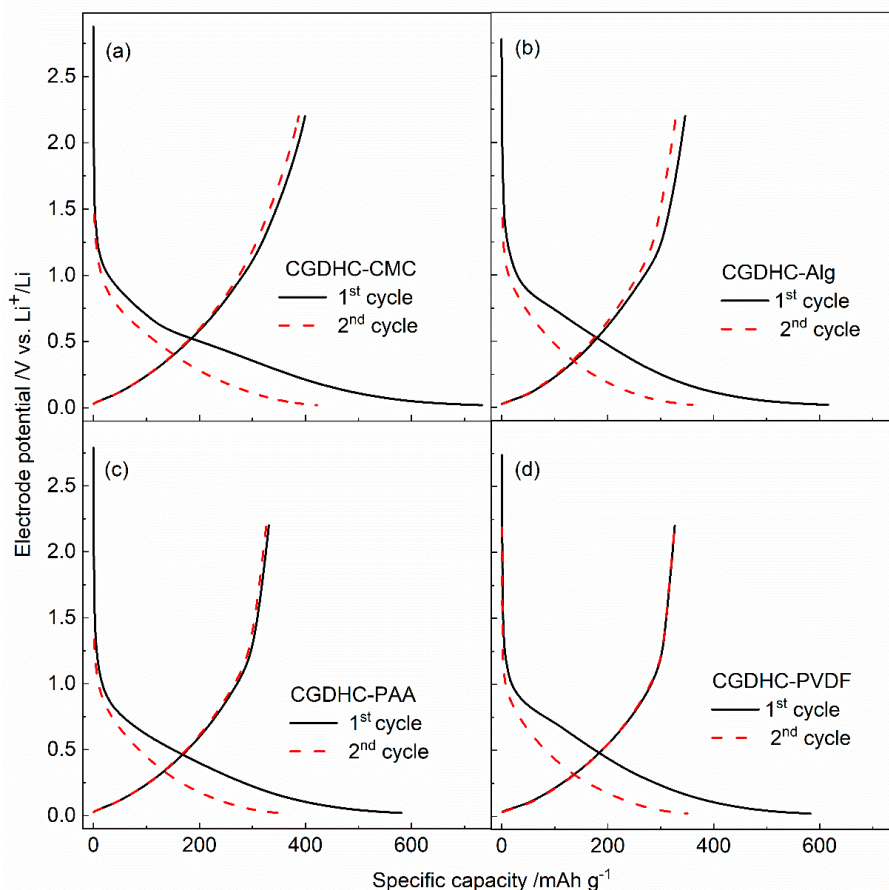 Electrode potential /V vs. Li⁺/Li
(a)
2.5
2.0
1.5
1.0
0.5
0.0
CGDHC-CMC
1ˢᵗ cycle
2ⁿᵈ cycle
(b)
CGDHC-Alg
1ˢᵗ cycle
2ⁿᵈ cycle
(c)
2.5
2.0
1.5
1.0
0.5
0.0
CGDHC-PAA
1ˢᵗ cycle
2ⁿᵈ cycle
(d)
CGDHC-PVDF
1ˢᵗ cycle
2ⁿᵈ cycle
0 200 400 600
0 200 400 600 800
Specific capacity /mAh g⁻¹